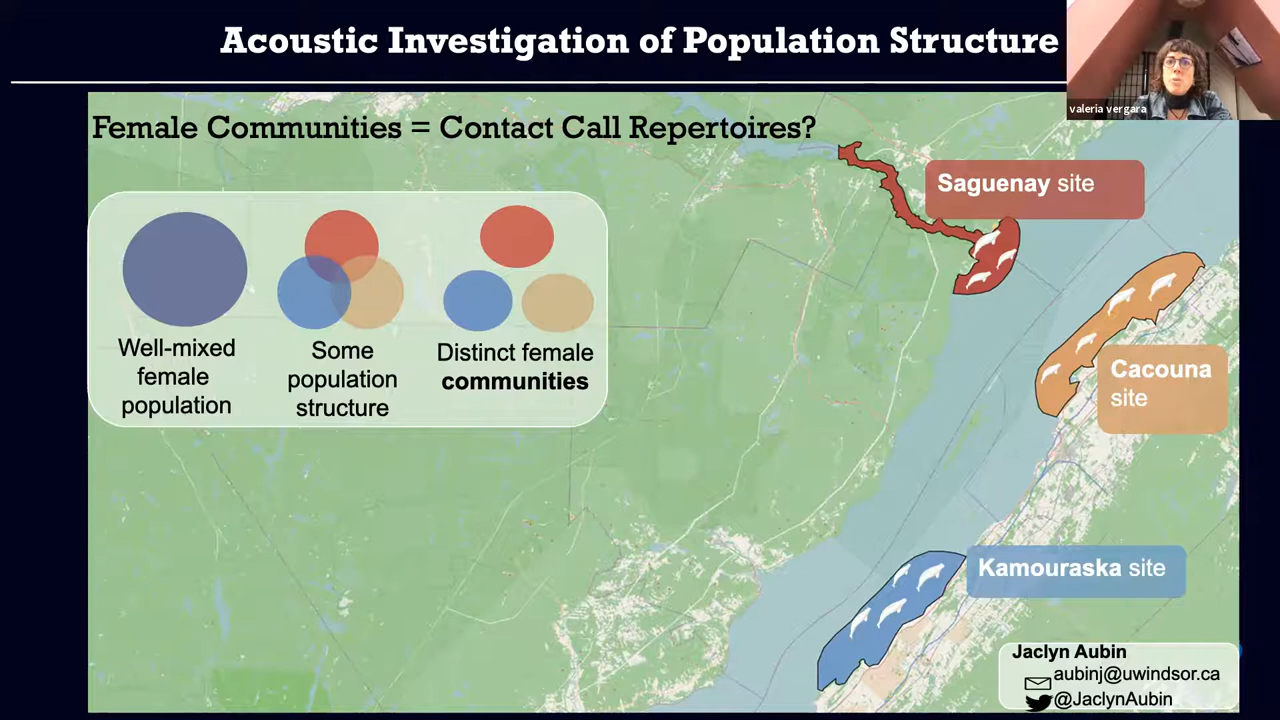 Acoustic Investigation of Population Structure
valeria vergara
Female Communities = Contact Call Repertoires?
Saguenay site
Well-mixed
female
population
Some
population
structure
Distinct female
communities
Cacouna
site
Kamouraska site
Jaclyn Aubin
aubinj@uwindsor.ca
@JaclynAubin